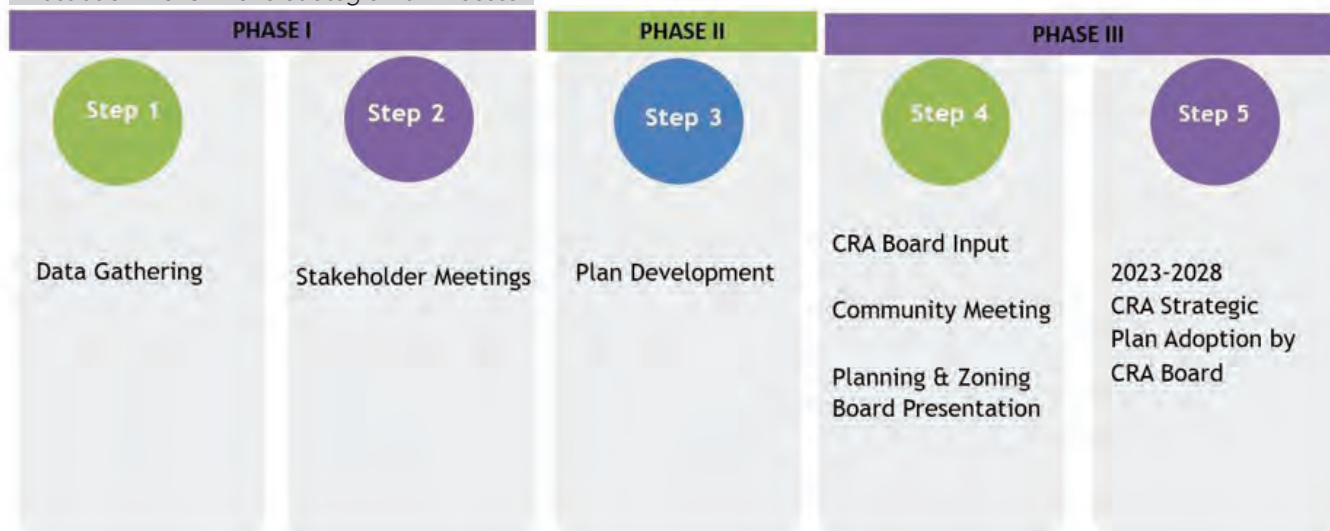 PHASE I
PHASE II
PHASE III
Step 1
Step 2
Step 3
Step 4
Step 5
Data Gathering
Stakeholder Meetings
Plan Development
CRA Board Input
Community Meeting
Planning & Zoning
Board Presentation
2023-2028
CRA Strategic
Plan Adoption by
CRA Board